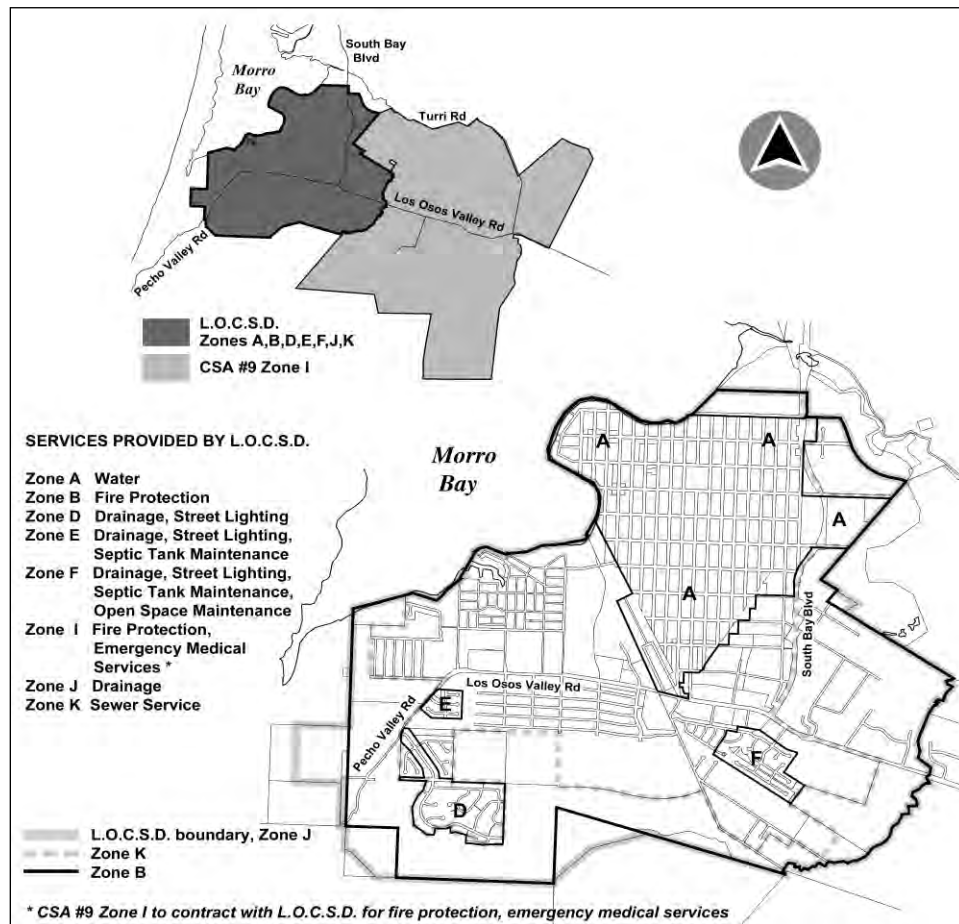 South Bay
Blvd
Morro
Bay
Turri Rd
Los Osos Valley Rd
Pecho Valley Rd
L.O.C.S.D.
Zones A,B,D,E,F,J,K
CSA #9 Zone I
SERVICES PROVIDED BY L.O.C.S.D.
Zone A Water
Zone B Fire Protection
Zone D Drainage, Street Lighting
Zone E Drainage, Street Lighting,
Septic Tank Maintenance
Zone F Drainage, Street Lighting,
Septic Tank Maintenance,
Open Space Maintenance
Zone I Fire Protection,
Emergency Medical
Services *
Zone J Drainage
Zone K Sewer Service
Morro
Bay
A
A
A
A
South Bay Blvd
Los Osos Valley Rd
E
Pecho Valley Rd
F
D
L.O.C.S.D. boundary, Zone J
Zone K
Zone B
* CSA #9 Zone I to contract with L.O.C.S.D. for fire protection, emergency medical services